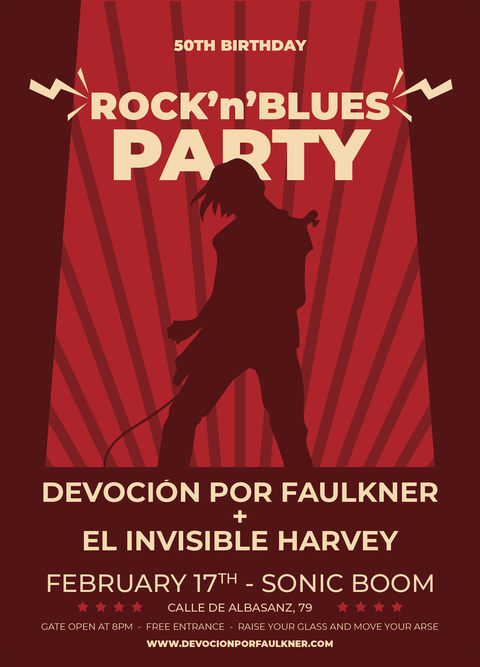 50TH BIRTHDAY
ROCK’n’BLUES
PARTY
DEVOCIÓN POR FAULKNER
+
EL INVISIBLE HARVEY
FEBRUARY 17TH - SONIC BOOM
CALLE DE ALBASANZ, 79
GATE OPEN AT 8PM - FREE ENTRANCE - RAISE YOUR GLASS AND MOVE YOUR ARSE
WWW.DEVOCIONPORFAULKNER.COM